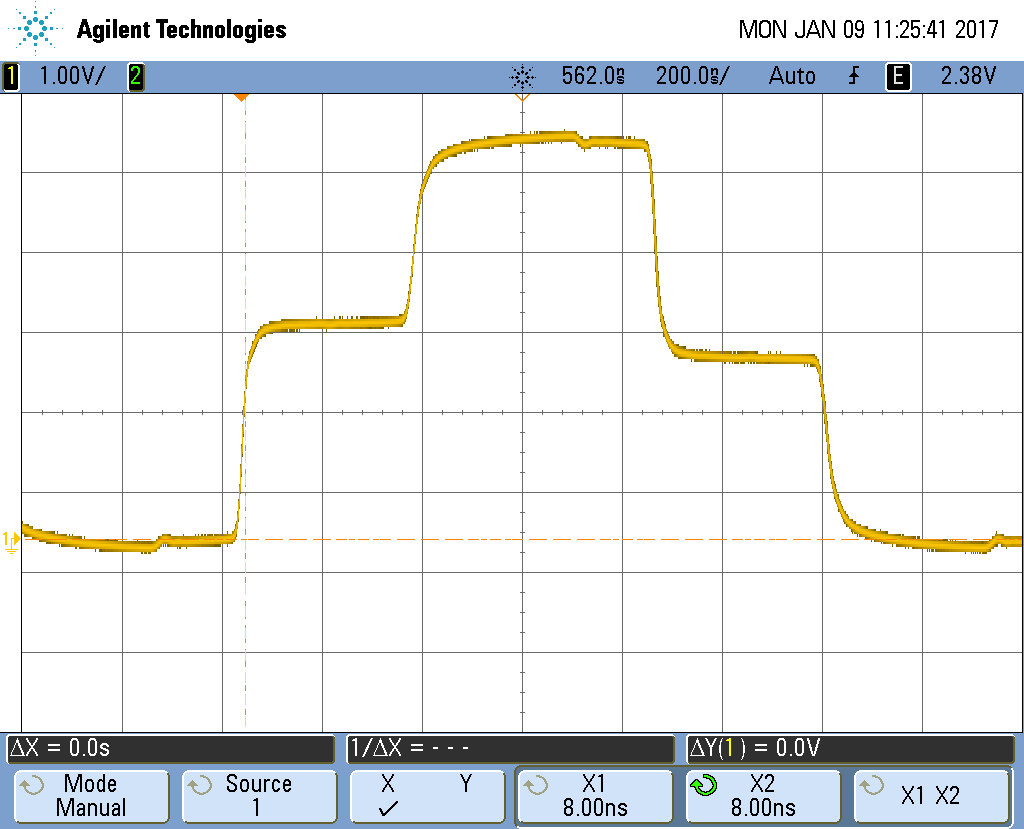 Agilent Technologies MON JAN 09 11:25:41 2017
1 1.00V/ 2 562.0ns 200.0ns/ Auto E 2.38V
1
ΔX = 0.0s 1/ΔX = - - - ΔY(1) = 0.0V
Mode Source X Y X1 X2 X1 X2
Manual 1 ✓ 8.00ns 8.00ns